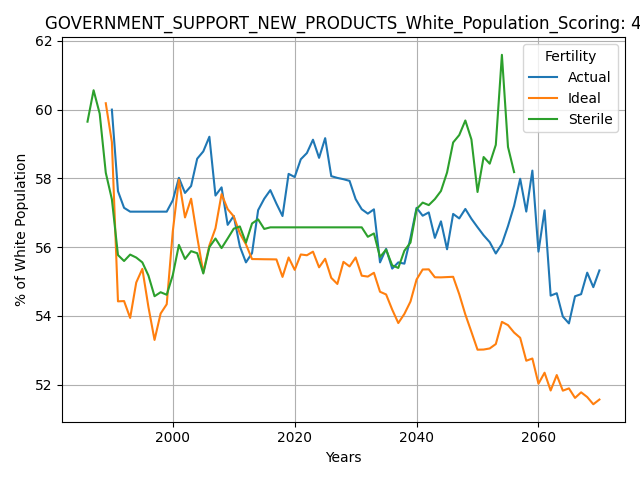 GOVERNMENT_SUPPORT_NEW_PRODUCTS_White_Population_Scoring: 4
62
60
58
56
54
52
% of White Population
Fertility
Actual
Ideal
Sterile
2000
2020
2040
2060
Years